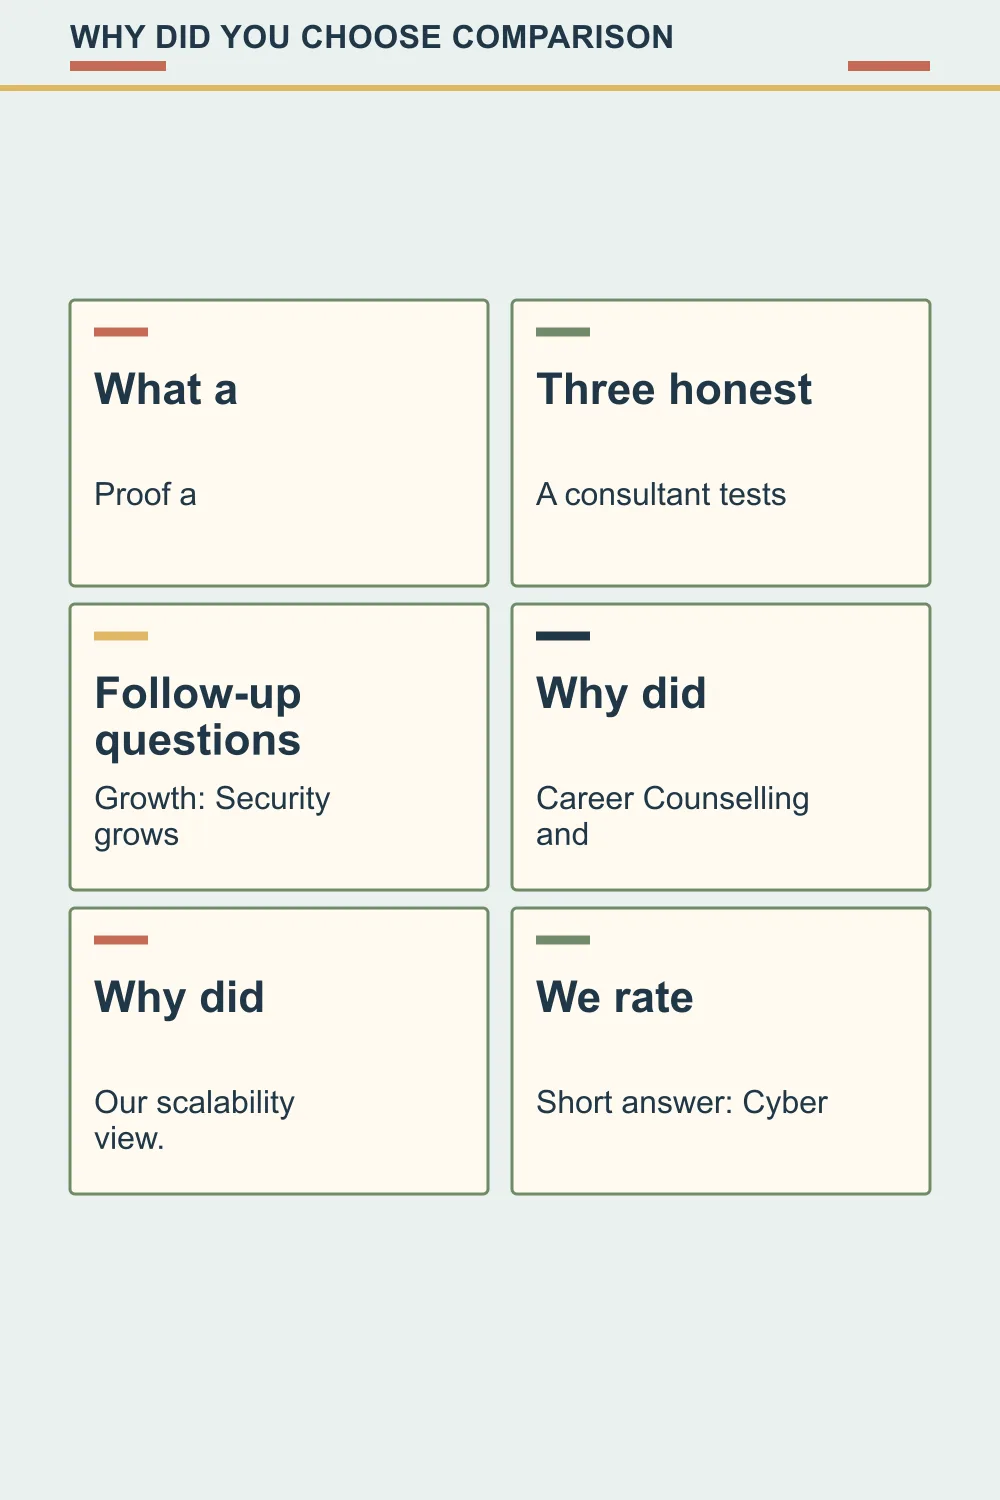 WHY DID YOU CHOOSE COMPARISON
What a
Proof a
Three honest
A consultant tests
Follow-up
questions
Growth: Security
grows
Why did
Career Counselling
and
Why did
Our scalability
view.
We rate
Short answer: Cyber